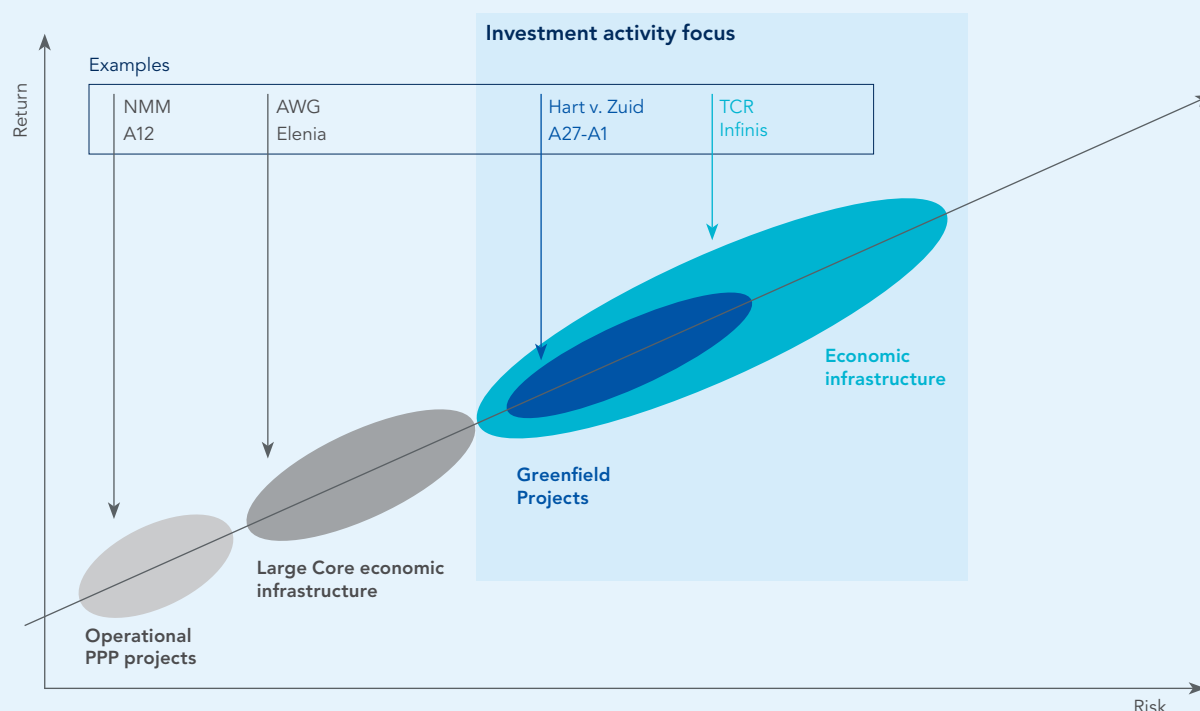 Investment activity focus
Examples
Return
NMM
A12
AWG
Elenia
Hart v. Zuid
A27-A1
TCR
Infinis
Economic
infrastructure
Greenfield
Projects
Large Core economic
infrastructure
Operational
PPP projects
Risk